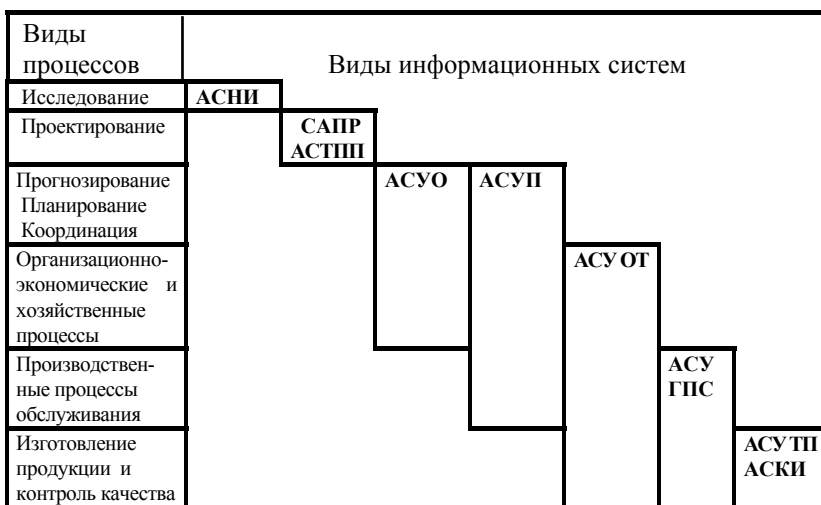 Виды
процессов
Виды информационных систем
Исследование
АСНИ
Проектирование
САПР
АСТПП
Прогнозирование
Планирование
Координация
АСУО
АСУП
Организационно-
экономические и
хозяйственные
процессы
АСУ ОТ
Производствен-
ные процессы
обслуживания
АСУ
ГПС
Изготовление
продукции и
контроль качества
АСУ ТП
АСКИ